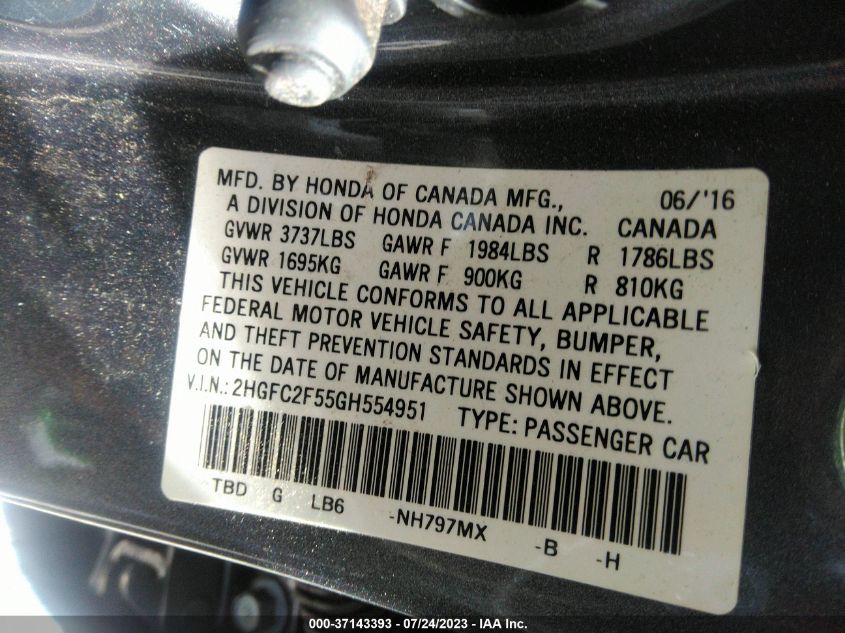 MFD. BY HONDA OF CANADA MFG., 06/'16
A DIVISION OF HONDA CANADA INC. CANADA
GVWR 3737LBS GAWR F 1984LBS R 1786LBS
GVWR 1695KG GAWR F 900KG R 810KG
THIS VEHICLE CONFORMS TO ALL APPLICABLE
FEDERAL MOTOR VEHICLE SAFETY, BUMPER,
AND THEFT PREVENTION STANDARDS IN EFFECT
ON THE DATE OF MANUFACTURE SHOWN ABOVE.
V.I.N.: 2HGFC2F55GH554951 TYPE: PASSENGER CAR
TBD G LB6 -NH797MX -B -H
000-37143393 - 07/24/2023 - IAA Inc.